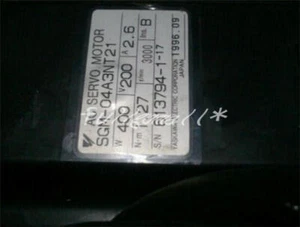 AC SERVO MOTOR
SGM-04A3NT21
W 400 V 200 A 2.6
N·m 1.27 r/min 3000 Ins. B
S/N 613794-1-17
YASKAWA ELECTRIC CORPORATION 1996.09
JAPAN